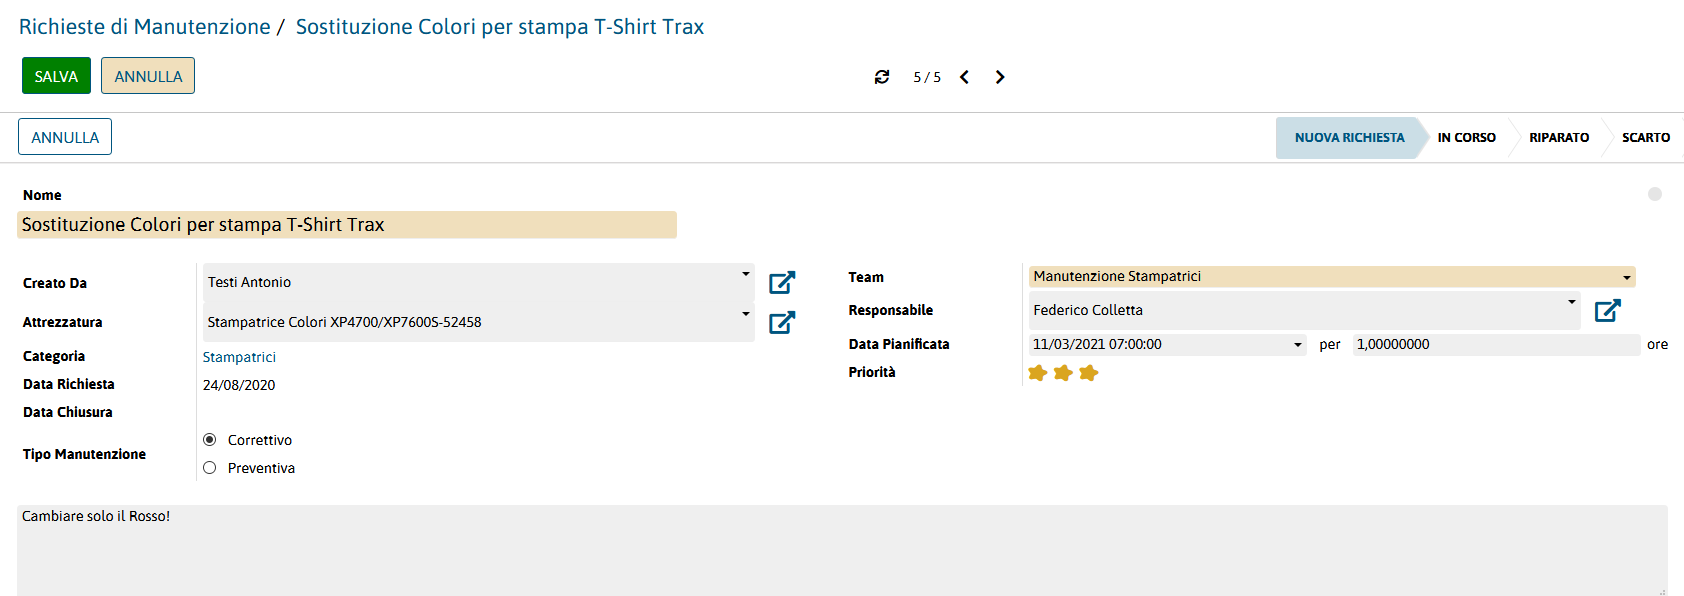 Richieste di Manutenzione / Sostituzione Colori per stampa T-Shirt Trax
SALVA ANNULLA 5 / 5
ANNULLA NUOVA RICHIESTA IN CORSO RIPARATO SCARTO
Nome
Sostituzione Colori per stampa T-Shirt Trax
Creato Da Testi Antonio
Attrezzatura Stampatrice Colori XP4700/XP7600S-52458
Categoria Stampatrici
Data Richiesta 24/08/2020
Data Chiusura
Tipo Manutenzione
Correttivo
Preventiva
Team Manutenzione Stampatrici
Responsabile Federico Colletta
Data Pianificata 11/03/2021 07:00:00 per 1,00000000 ore
Priorità
Cambiare solo il Rosso!